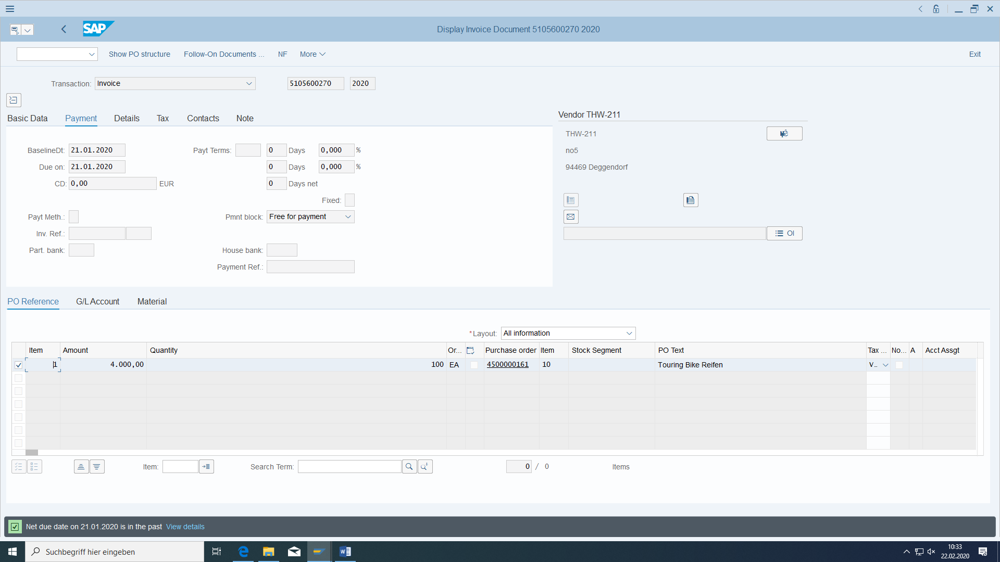 SAP
Display Invoice Document 5105600270 2020
Show PO structure Follow-On Documents ... NF More Exit
Transaction: Invoice 5105600270 2020
Basic Data Payment Details Tax Contacts Note
Vendor THW-211
THW-211
no5
94469 Deggendorf
BaselineDt: 21.01.2020 Payt Terms: 0 Days 0,000 %
Due on: 21.01.2020 0 Days 0,000 %
CD: 0,00 EUR 0 Days net
Fixed:
Payt Meth.: Pmnt block: Free for payment
Inv. Ref.:
OI
Part. bank: House bank:
Payment Ref.:
PO Reference G/L Account Material
*Layout: All information
Item Amount Quantity Or... Purchase order Item Stock Segment PO Text Tax ... No... A Acct Assgt
1 4.000,00 100 EA 4500000161 10 Touring Bike Reifen V...
Item: Search Term: 0 / 0 Items
Net due date on 21.01.2020 is in the past View details
Suchbegriff hier eingeben
10:33
22.02.2020